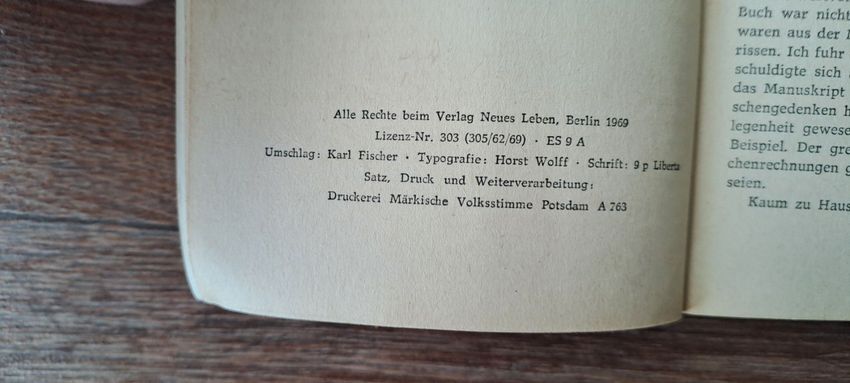 Alle Rechte beim Verlag Neues Leben, Berlin 1969
Lizenz-Nr. 303 (305/62/69) · ES 9 A
Umschlag: Karl Fischer · Typografie: Horst Wolff · Schrift: 9 p Liberta
Satz, Druck und Weiterverarbeitung:
Druckerei Märkische Volksstimme Potsdam A 763
Buch war nicht
waren aus der
rissen. Ich fuhr
schuldigte sich
das Manuskript
schengedenken
legenheit gewese
Beispiel. Der gre
chenrechnungen
seien.
Kaum zu Haus